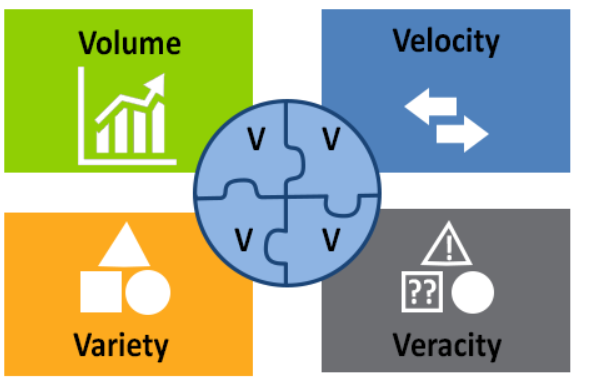 Volume
Velocity
V V
V V
!
??
Variety
Veracity